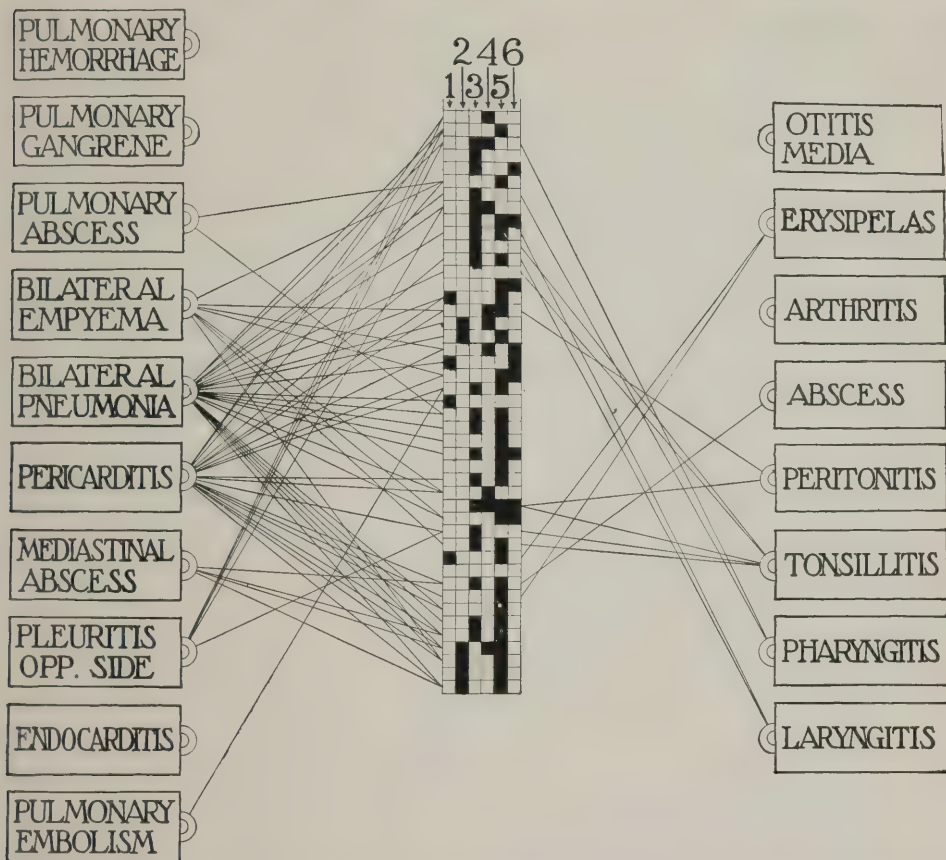 PULMONARY
HEMORRHAGE
PULMONARY
GANGRENE
PULMONARY
ABSCESS
BILATERAL
EMPYEMA
BILATERAL
PNEUMONIA
PERICARDITIS
MEDIASTINAL
ABSCESS
PLEURITIS
OPP. SIDE
ENDOCARDITIS
PULMONARY
EMBOLISM
2 4 6
1 3 5
OTITIS
MEDIA
ERYSIPELAS
ARTHRITIS
ABSCESS
PERITONITIS
TONSILLITIS
PHARYNGITIS
LARYNGITIS